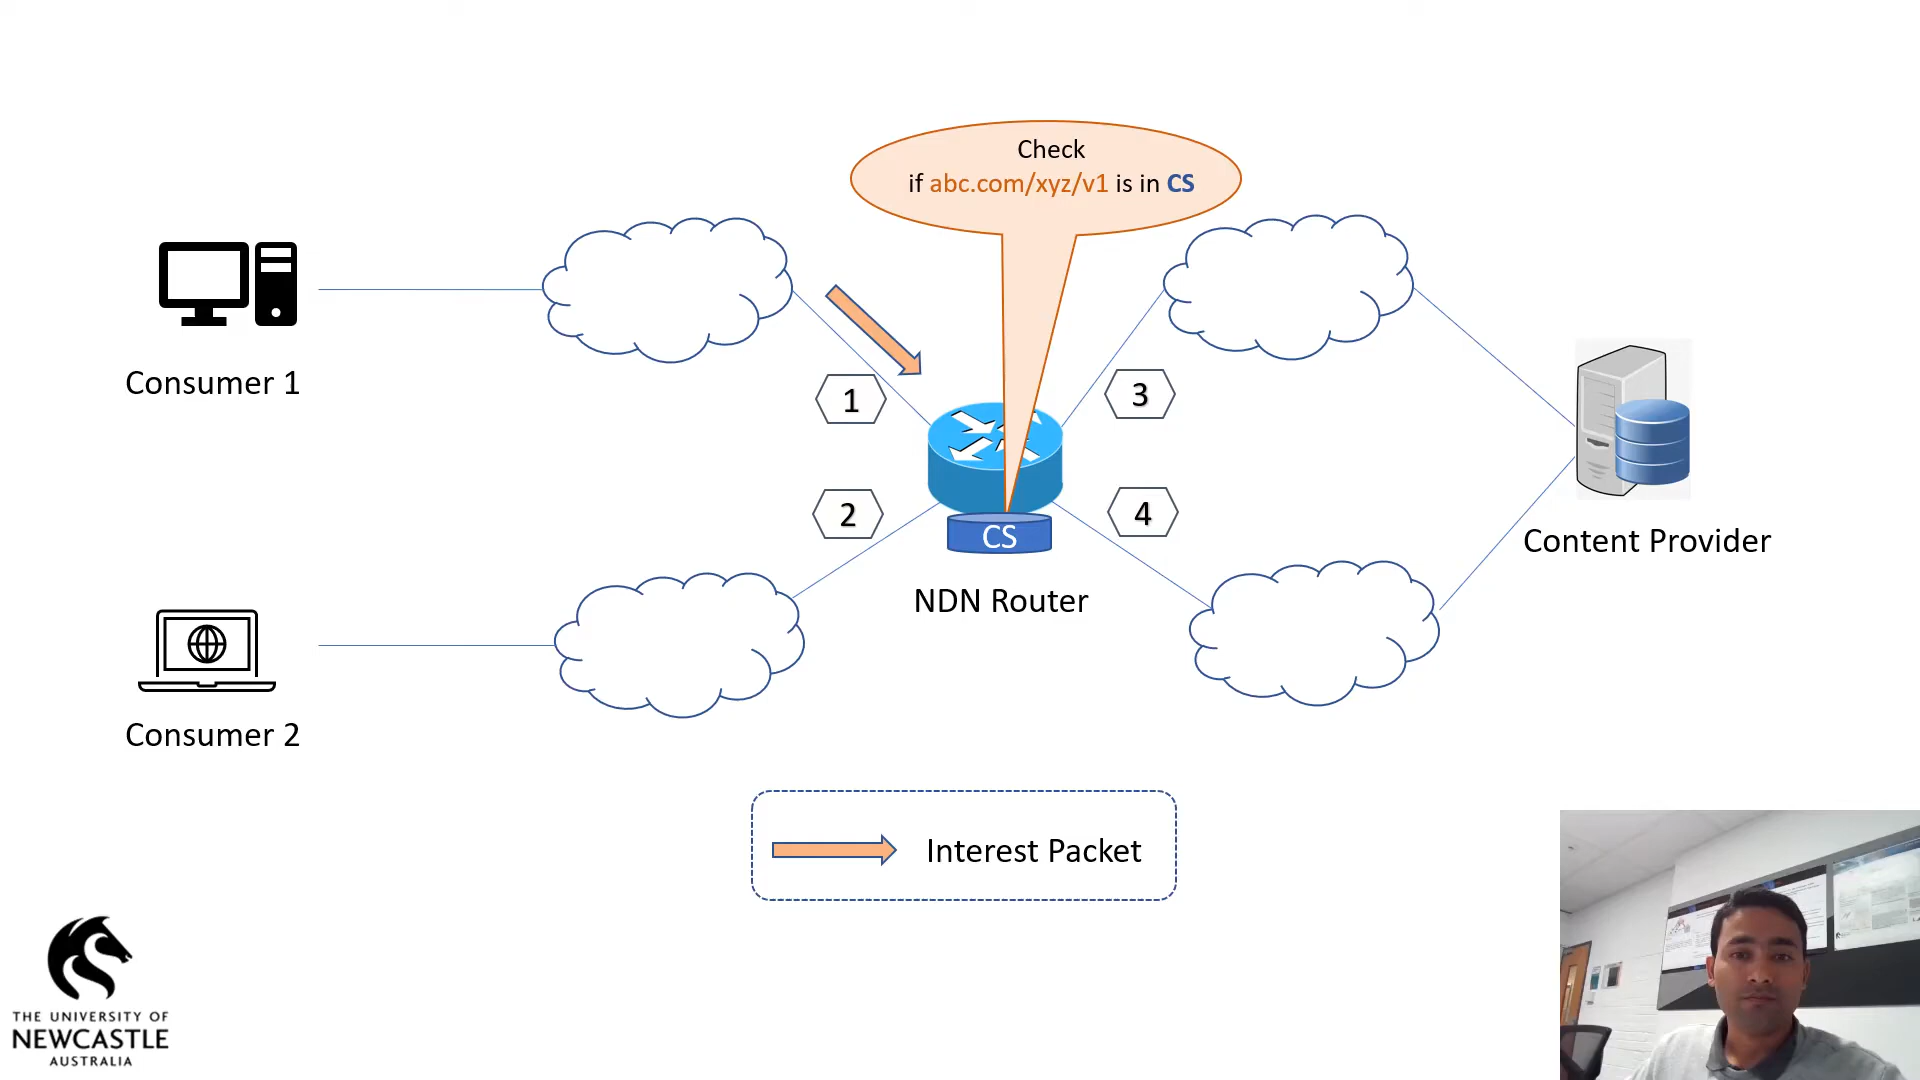 Check
if abc.com/xyz/v1 is in CS
Consumer 1
1
3
2
4
CS
NDN Router
Content Provider
Consumer 2
Interest Packet
THE UNIVERSITY OF
NEWCASTLE
AUSTRALIA